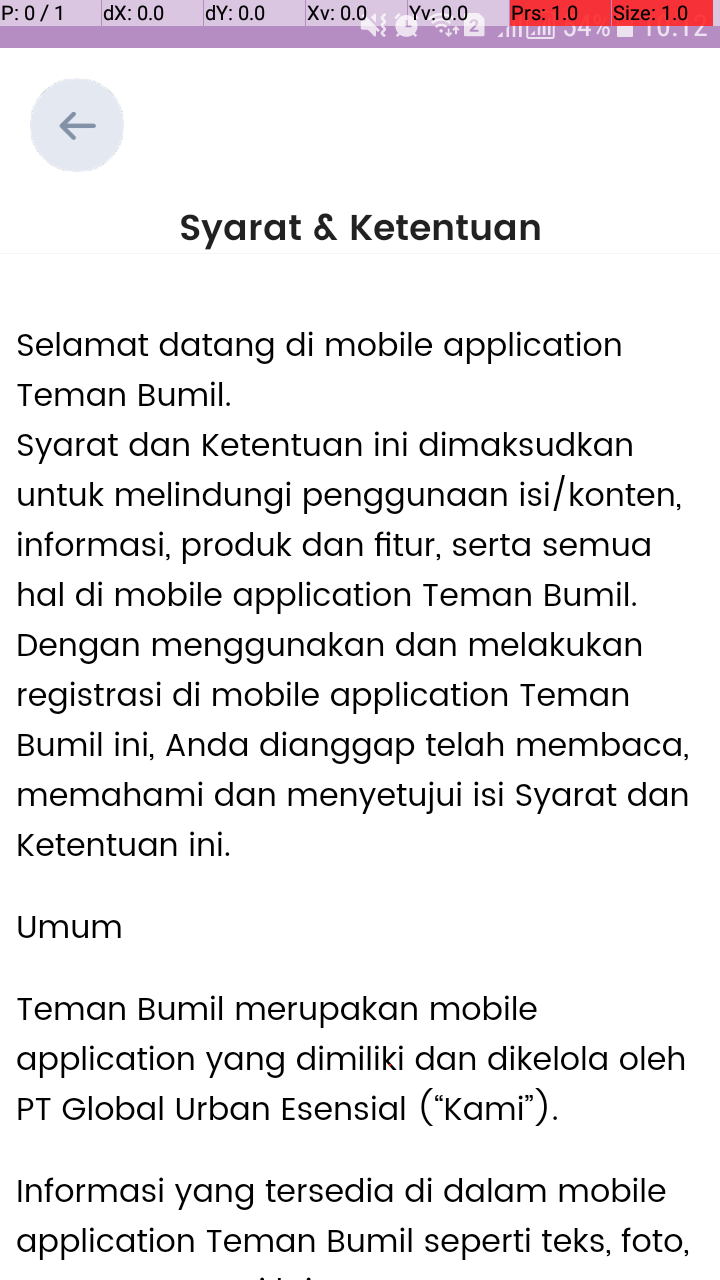 P: 0 / 1 dX: 0.0 dY: 0.0 Xv: 0.0 Yv: 0.0 Prs: 1.0 Size: 1.0
2 54% 10:12
Syarat & Ketentuan
Selamat datang di mobile application
Teman Bumil.
Syarat dan Ketentuan ini dimaksudkan
untuk melindungi penggunaan isi/konten,
informasi, produk dan fitur, serta semua
hal di mobile application Teman Bumil.
Dengan menggunakan dan melakukan
registrasi di mobile application Teman
Bumil ini, Anda dianggap telah membaca,
memahami dan menyetujui isi Syarat dan
Ketentuan ini.
Umum
Teman Bumil merupakan mobile
application yang dimiliki dan dikelola oleh
PT Global Urban Esensial (“Kami”).
Informasi yang tersedia di dalam mobile
application Teman Bumil seperti teks, foto,